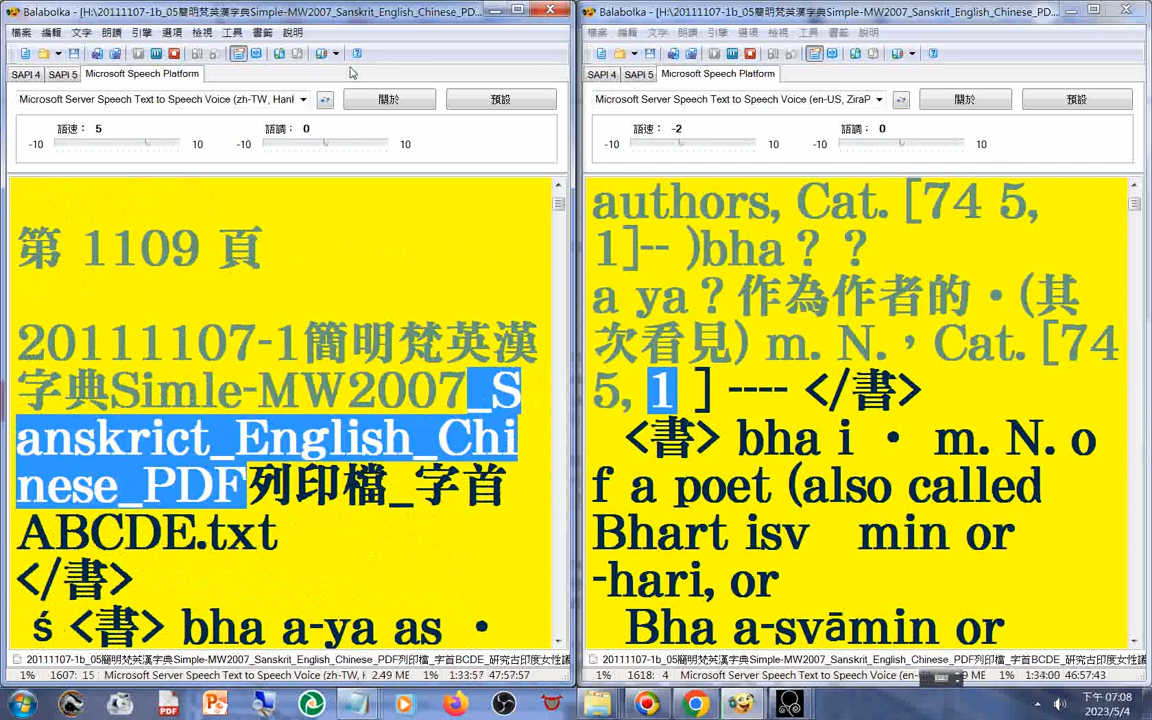 Balabolka - [H:\20111107-1b_05簡明梵英漢字典Simple-MW2007_Sanskrit_English_Chinese_PD...
檔案 編輯 文字 朗讀 引擎 選項 檢視 工具 書籤 說明
SAPI 4 SAPI 5 Microsoft Speech Platform
Microsoft Server Speech Text to Speech Voice (zh-TW, HanH
關於
預設
語速: 5
語調: 0
-10 10 -10 10
第 1109 頁
20111107-1簡明梵英漢
字典Simle-MW2007_S
anskrict_English_Chi
nese_PDF列印檔_字首
ABCDE.txt
</書>
ś <書> bha a-ya as •
20111107-1b_05簡明梵英漢字典Simple-MW2007_Sanskrit_English_Chinese_PDF列印檔_字首BCDE_研究古印度女性議
1% 1607: 15 Microsoft Server Speech Text to Speech Voice (zh-TW, H 2.49 ME 1% 1:33:57 47:57:57
Balabolka - [H:\20111107-1b_05簡明梵英漢字典Simple-MW2007_Sanskrit_English_Chinese_PD...
檔案 編輯 文字 朗讀 引擎 選項 檢視 工具 書籤 說明
SAPI 4 SAPI 5 Microsoft Speech Platform
Microsoft Server Speech Text to Speech Voice (en-US, ZiraP
關於
預設
語速: -2
語調: 0
-10 10 -10 10
authors, Cat. [74 5,
1]-- )bha？？
a ya？作為作者的•(其
次看見) m. N.，Cat. [74
5, 1 ] ---- </書>
<書> bha i • m. N. o
f a poet (also called
Bhart isv min or
-hari, or
Bha a-svāmin or
20111107-1b_05簡明梵英漢字典Simple-MW2007_Sanskrit_English_Chinese_PDF列印檔_字首BCDE_研究古印度女性議
1% 1618: 4 Microsoft Server Speech Text to Speech Voice (en-US 1% 1:34:00 46:57:43
下午 07:08
2023/5/4